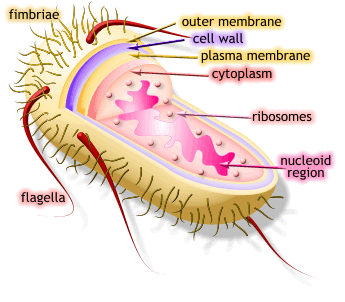 fimbriae
outer membrane
cell wall
plasma membrane
cytoplasm
ribosomes
nucleoid
region
flagella